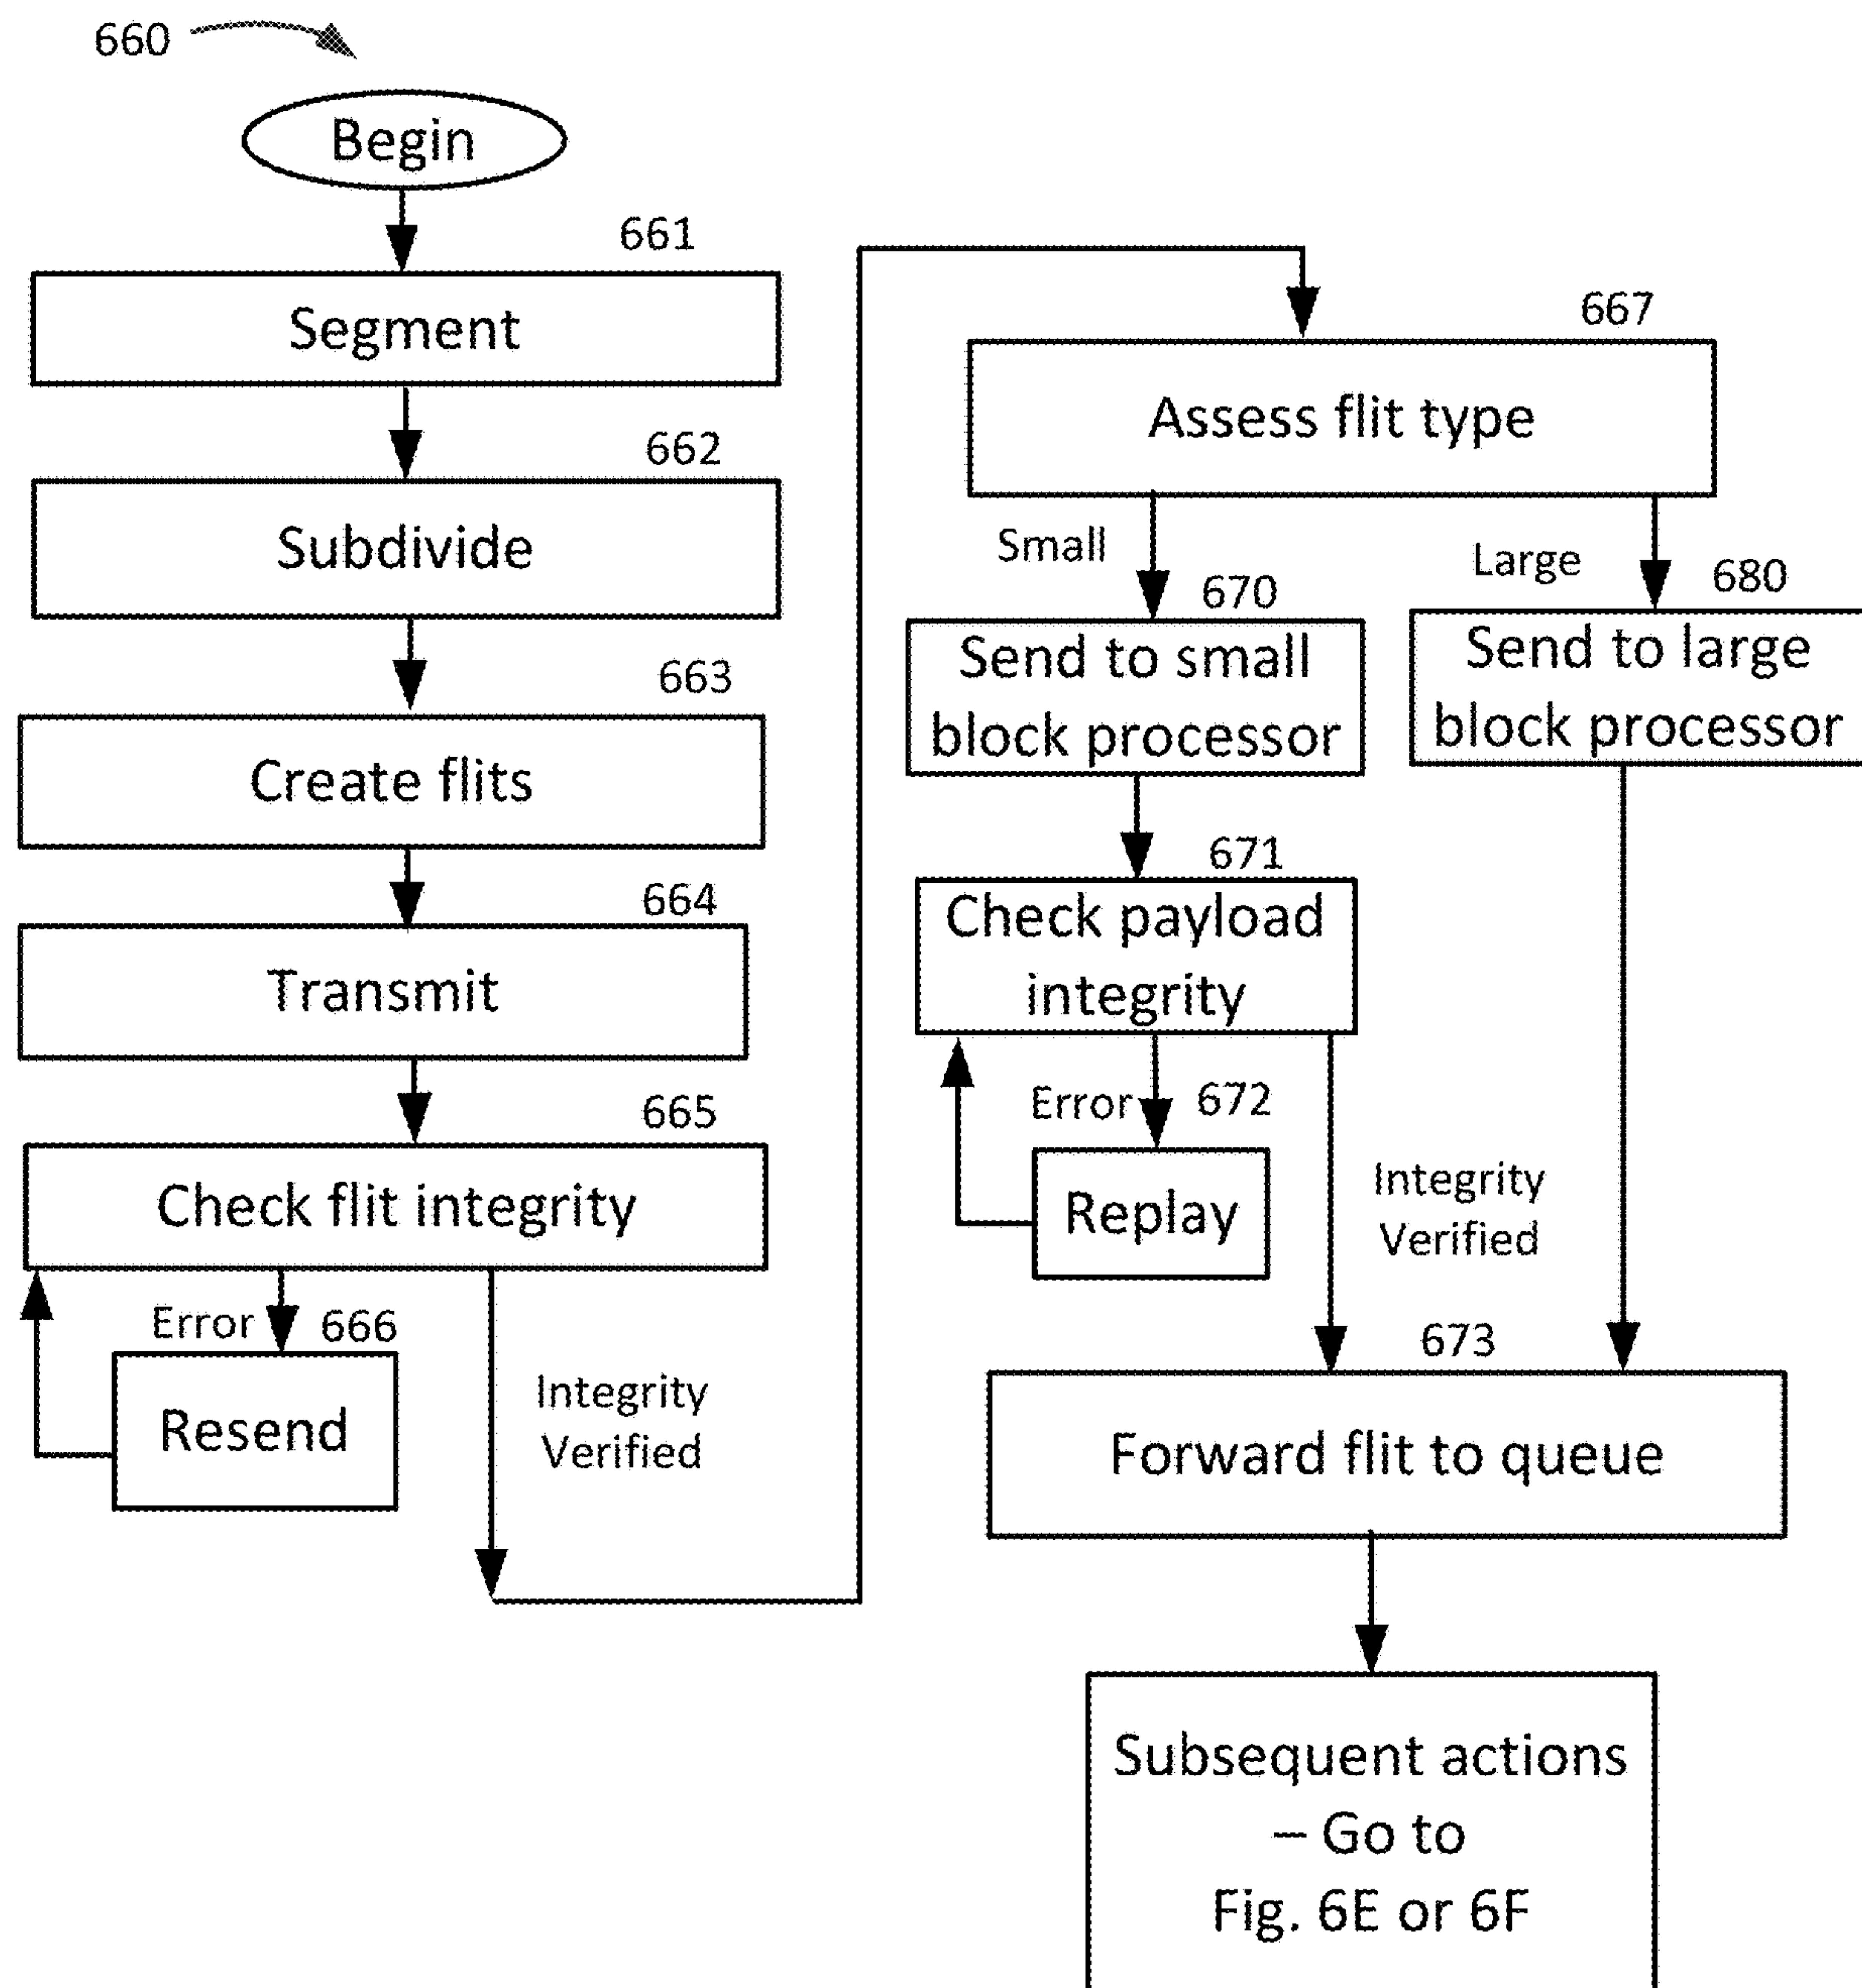 660
Begin
661
Segment
662
Subdivide
663
Create flits
664
Transmit
665
Check flit integrity
Error
666
Resend
Integrity
Verified
667
Assess flit type
Small
Large
670
680
Send to small
block processor
Send to large
block processor
671
Check payload
integrity
Error
672
Replay
Integrity
Verified
673
Forward flit to queue
Subsequent actions
– Go to
Fig. 6E or 6F